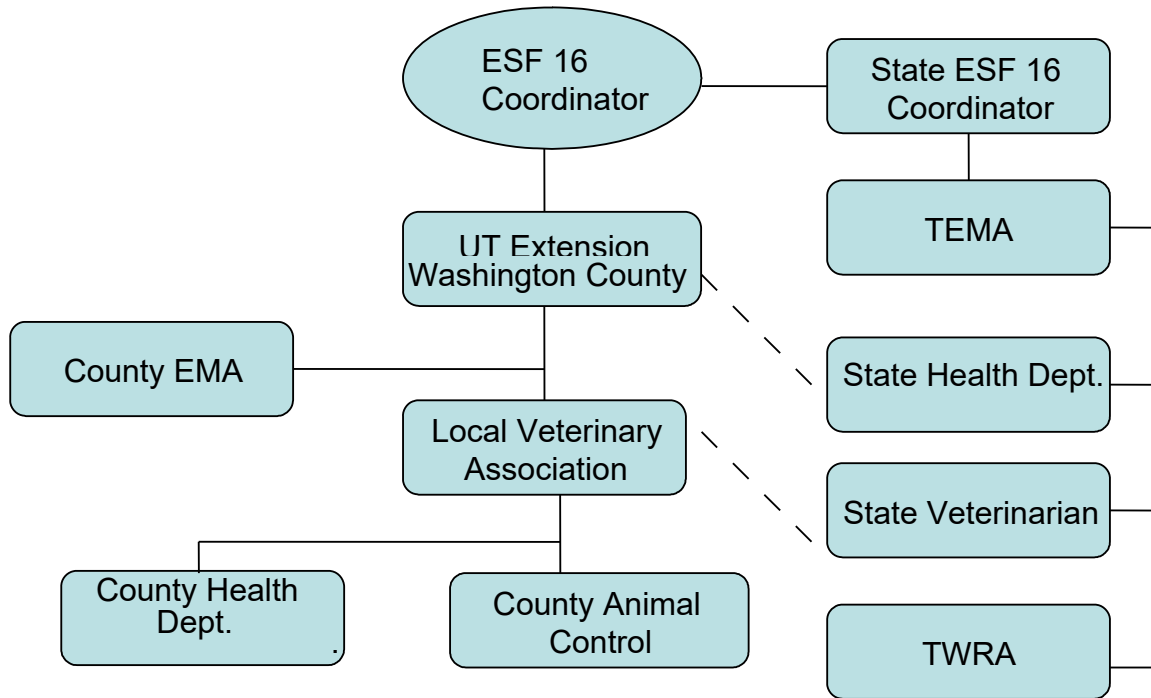 ESF 16
Coordinator
State ESF 16
Coordinator
UT Extension
Washington County
TEMA
County EMA
State Health Dept.
Local Veterinary
Association
State Veterinarian
County Health
Dept.
.
County Animal
Control
TWRA